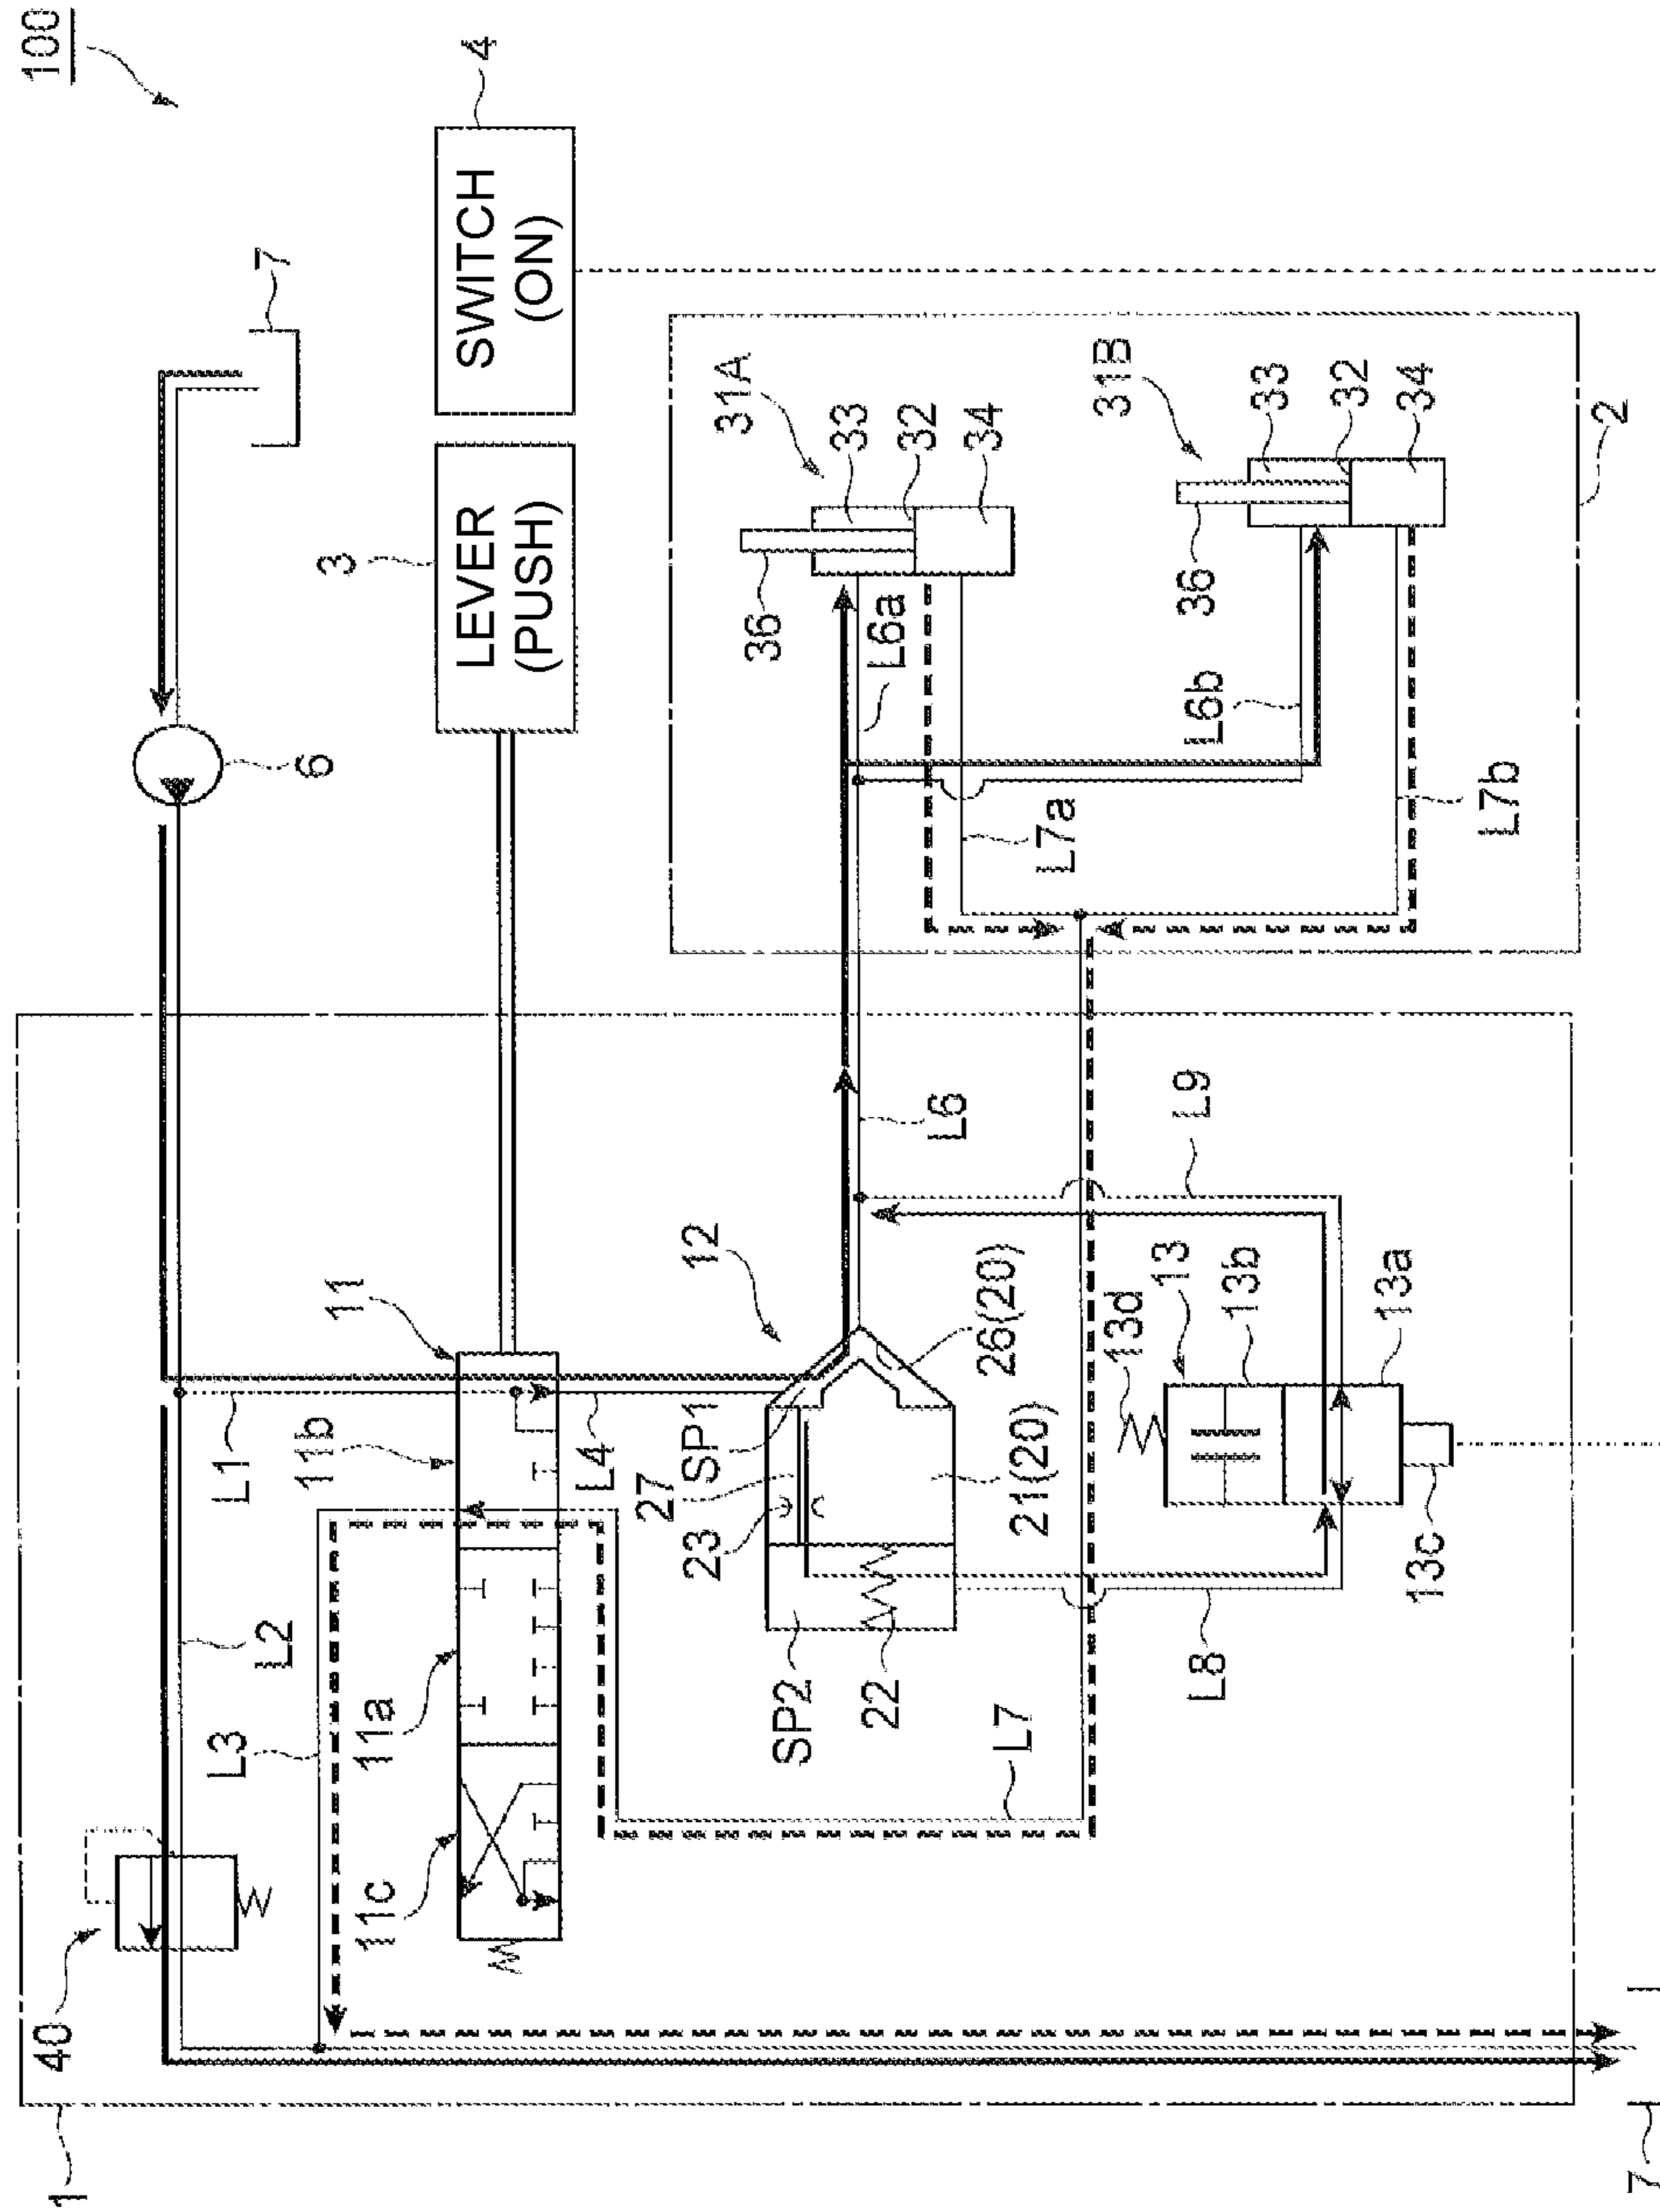 100
4
SWITCH
(ON)
7
3
LEVER
(PUSH)
6
31A
33
32
34
36
L6a
31B
33
32
34
36
L6b
L7a
L7b
2
11
11b
L1
L4
12
SP1
27
23
26(20)
21(20)
L6
L9
13
13d
13b
13a
13c
L2
L3
11a
11c
SP2
22
L7
L8
40
1
7